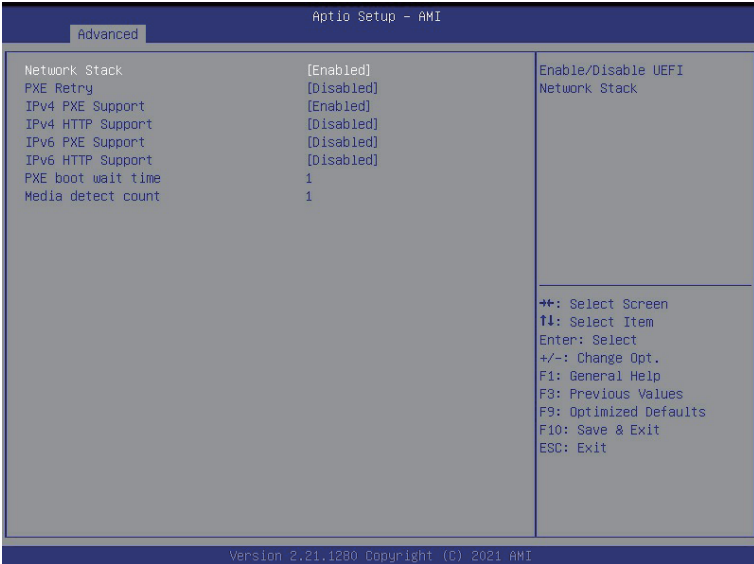 Aptio Setup – AMI
Advanced
Network Stack [Enabled]
PXE Retry [Disabled]
IPv4 PXE Support [Enabled]
IPv4 HTTP Support [Disabled]
IPv6 PXE Support [Disabled]
IPv6 HTTP Support [Disabled]
PXE boot wait time 1
Media detect count 1
Enable/Disable UEFI
Network Stack
→←: Select Screen
↑↓: Select Item
Enter: Select
+/-: Change Opt.
F1: General Help
F3: Previous Values
F9: Optimized Defaults
F10: Save & Exit
ESC: Exit
Version 2.21.1280 Copyright (C) 2021 AMI